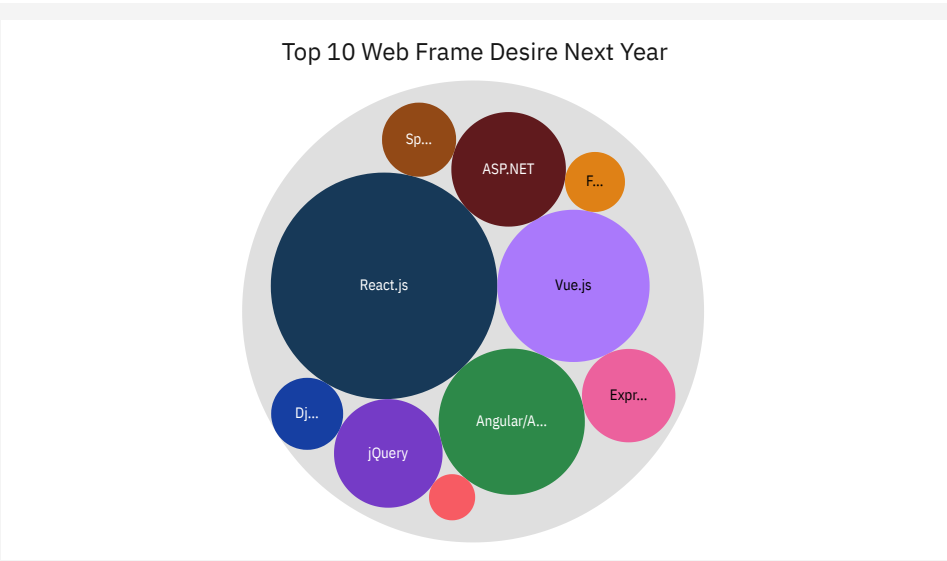 Top 10 Web Frame Desire Next Year
Sp...
ASP.NET
F...
React.js
Vue.js
Expr...
Dj...
Angular/A...
jQuery